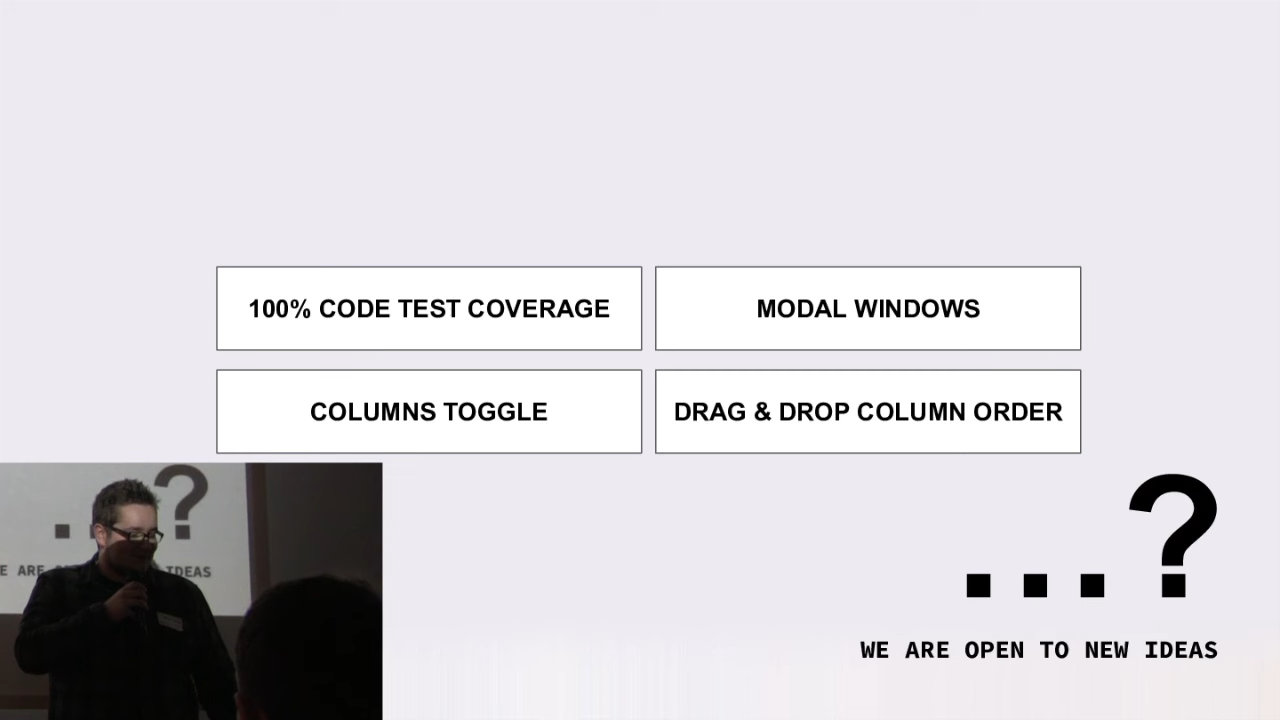 100% CODE TEST COVERAGE
MODAL WINDOWS
COLUMNS TOGGLE
DRAG & DROP COLUMN ORDER
...?
WE ARE OPEN TO NEW IDEAS
...?
E ARE IDEAS